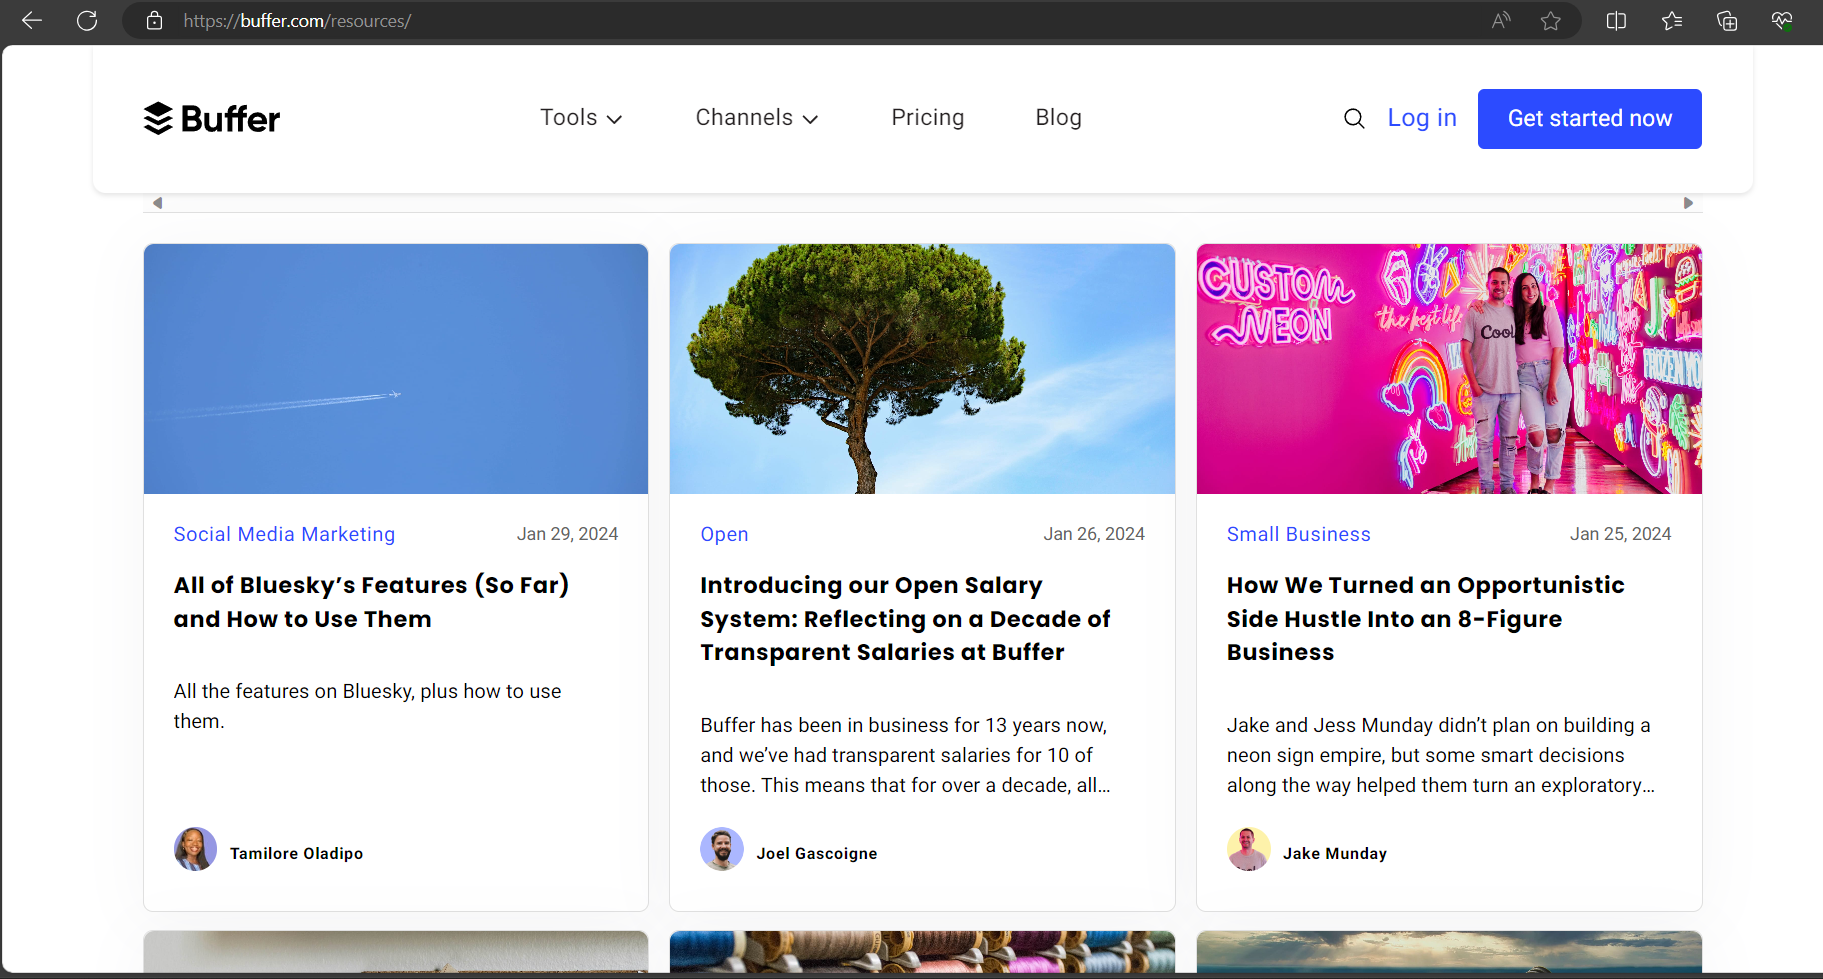 https://buffer.com/resources/
Buffer
Tools
Channels
Pricing
Blog
Log in
Get started now
CUSTOM
NEON
the best life
Cool
Social Media Marketing
Jan 29, 2024
All of Bluesky’s Features (So Far)
and How to Use Them
All the features on Bluesky, plus how to use
them.
Tamilore Oladipo
Open
Jan 26, 2024
Introducing our Open Salary
System: Reflecting on a Decade of
Transparent Salaries at Buffer
Buffer has been in business for 13 years now,
and we’ve had transparent salaries for 10 of
those. This means that for over a decade, all…
Joel Gascoigne
Small Business
Jan 25, 2024
How We Turned an Opportunistic
Side Hustle Into an 8-Figure
Business
Jake and Jess Munday didn’t plan on building a
neon sign empire, but some smart decisions
along the way helped them turn an exploratory…
Jake Munday